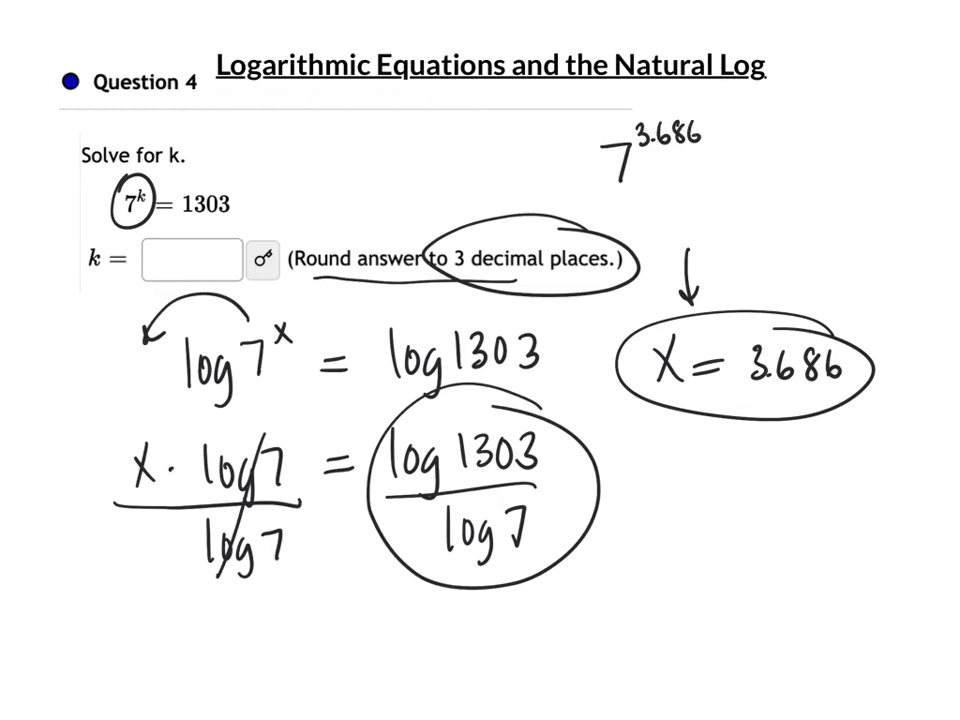 Logarithmic Equations and the Natural Log
Question 4
7^3.686
Solve for k.
7^k = 1303
k = (Round answer to 3 decimal places.)
log 7^x = log 1303
x = 3.686
x · log 7 = log 1303
log 7 log 7